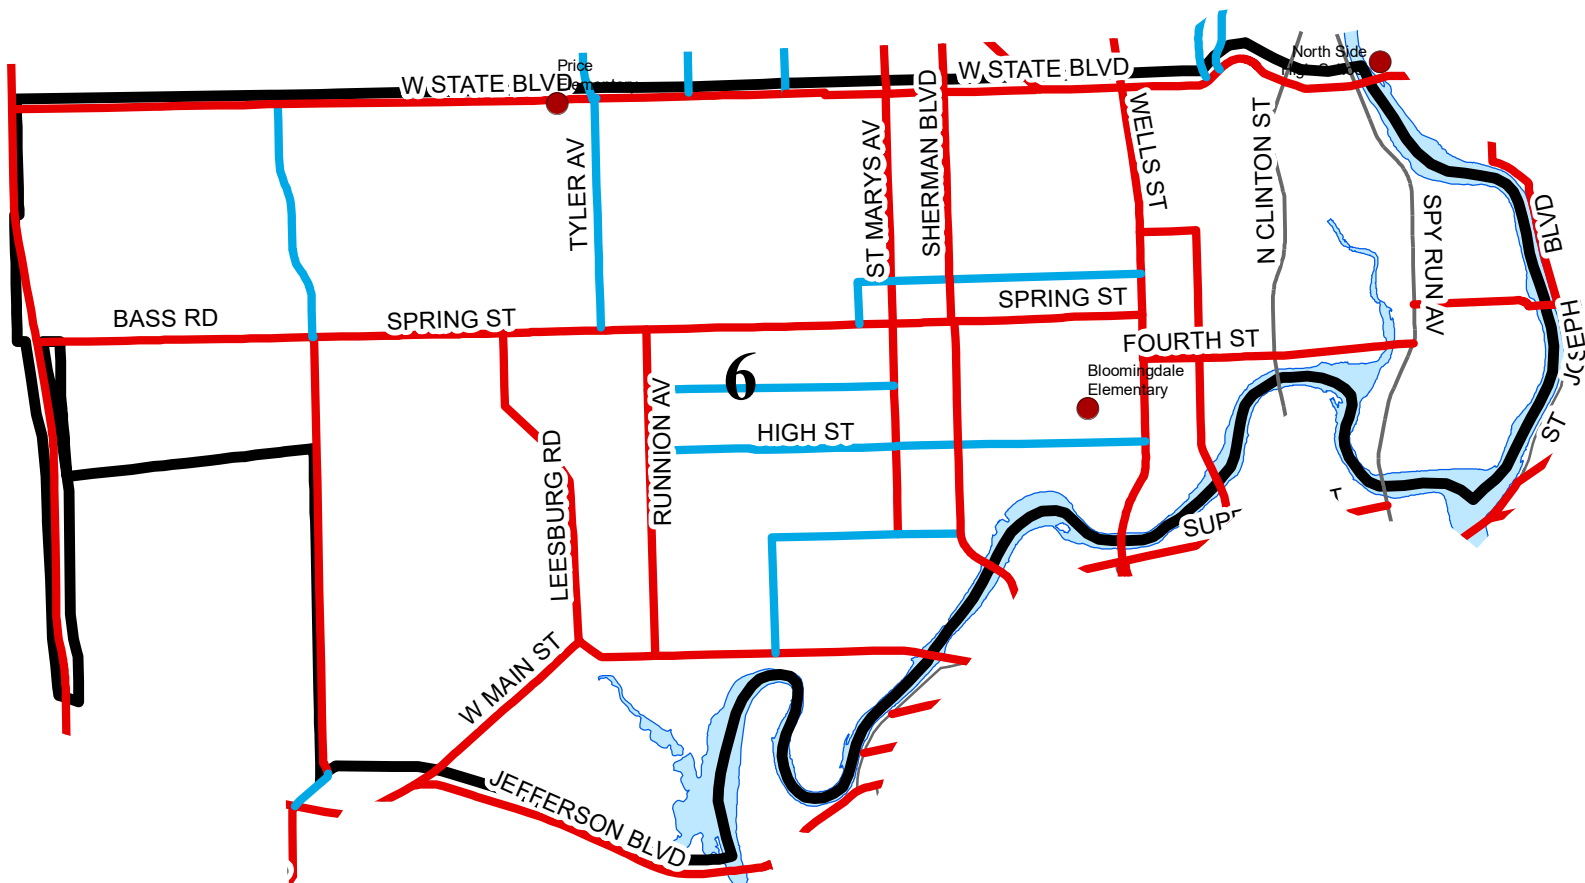 North Side
Price
W STATE BLVD
W STATE BLVD
WELLS ST
N CLINTON ST
ST MARYS AV
SHERMAN BLVD
TYLER AV
SPY RUN AV
BLVD
BASS RD
SPRING ST
SPRING ST
FOURTH ST
ST JOSEPH
6
Bloomingdale
Elementary
RUNNION AV
HIGH ST
LEESBURG RD
W MAIN ST
JEFFERSON BLVD